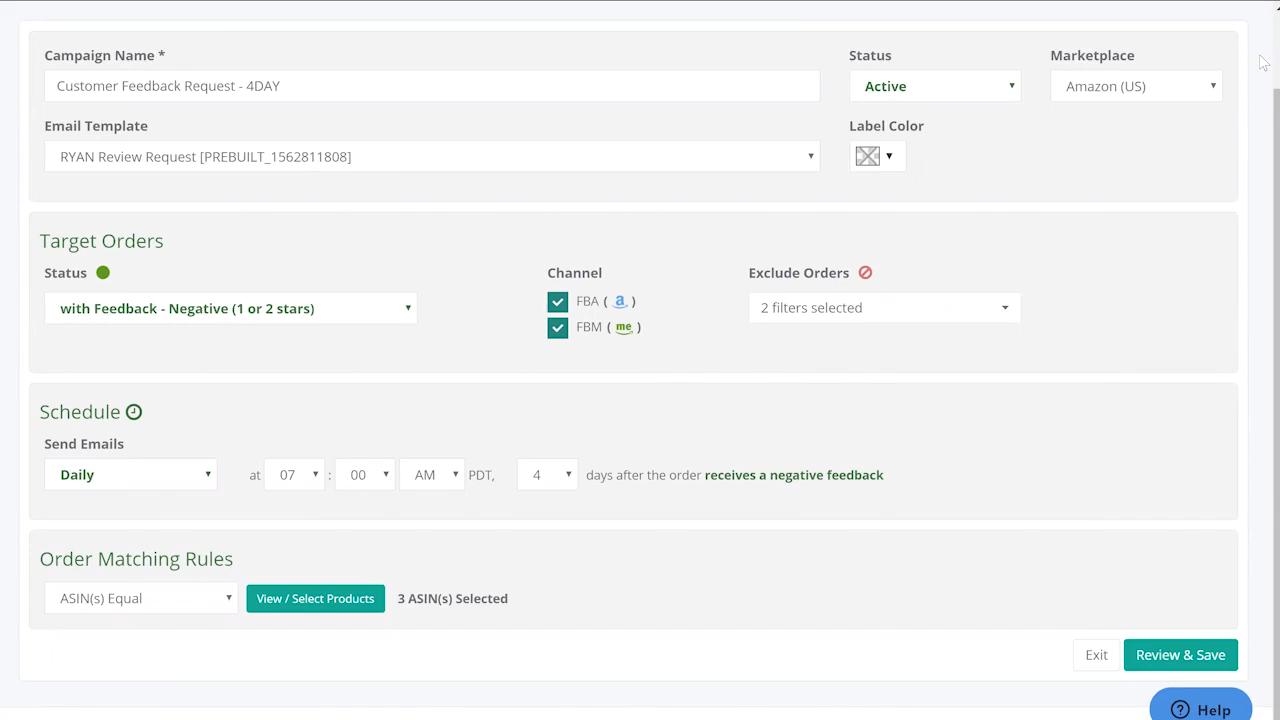 Campaign Name *
Status
Marketplace
Customer Feedback Request - 4DAY
Active
Amazon (US)
Email Template
Label Color
RYAN Review Request [PREBUILT_1562811808]
Target Orders
Status
Channel
Exclude Orders
with Feedback - Negative (1 or 2 stars)
FBA ( a )
2 filters selected
FBM ( me )
Schedule
Send Emails
Daily
at 07 : 00 AM PDT, 4 days after the order receives a negative feedback
Order Matching Rules
ASIN(s) Equal
View / Select Products
3 ASIN(s) Selected
Exit
Review & Save
Help